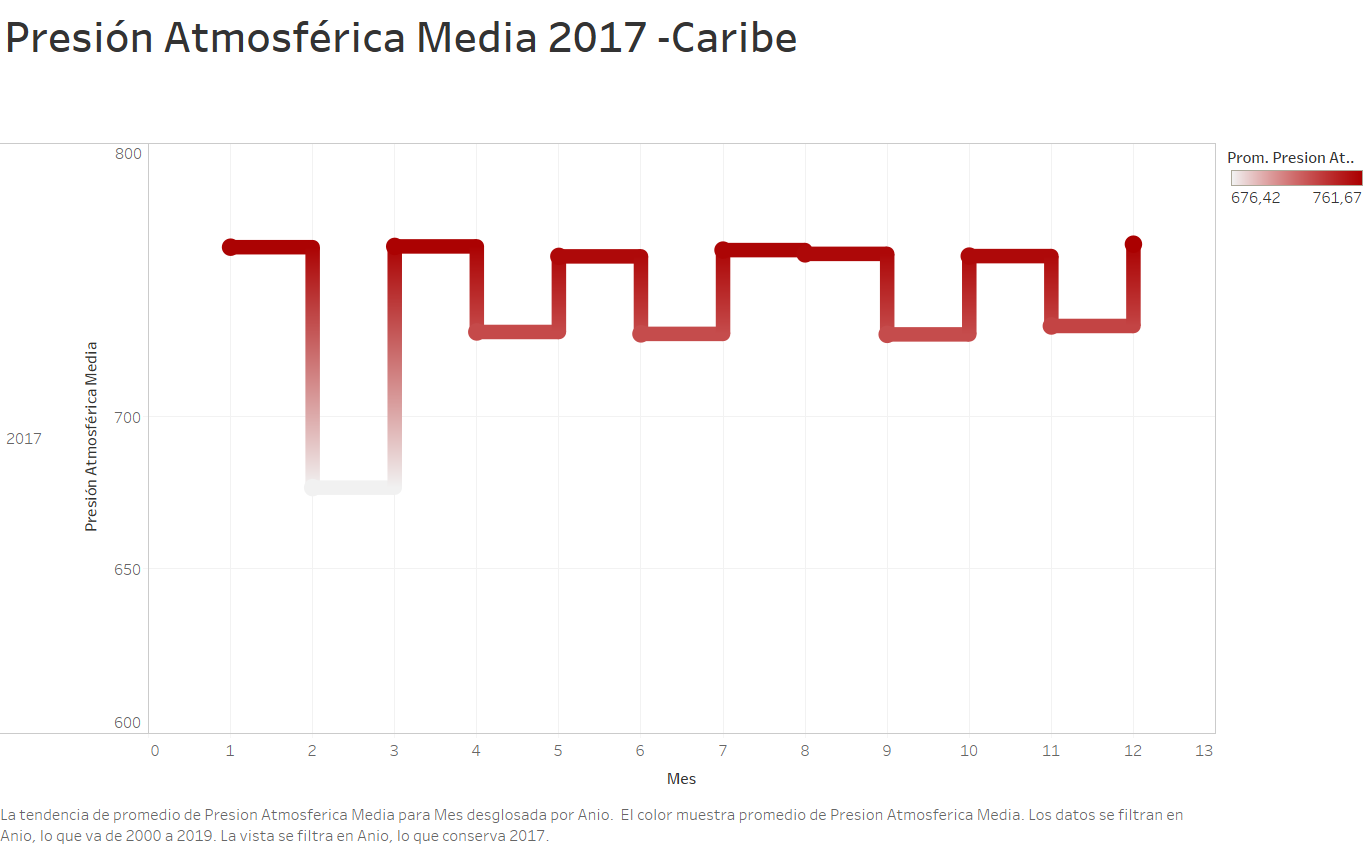 Presión Atmosférica Media 2017 -Caribe
Prom. Presion At..
676,42 761,67
800
700
650
600
2017
Presión Atmosférica Media
0 1 2 3 4 5 6 7 8 9 10 11 12 13
Mes
La tendencia de promedio de Presion Atmosferica Media para Mes desglosada por Anio.  El color muestra promedio de Presion Atmosferica Media. Los datos se filtran en
Anio, lo que va de 2000 a 2019. La vista se filtra en Anio, lo que conserva 2017.